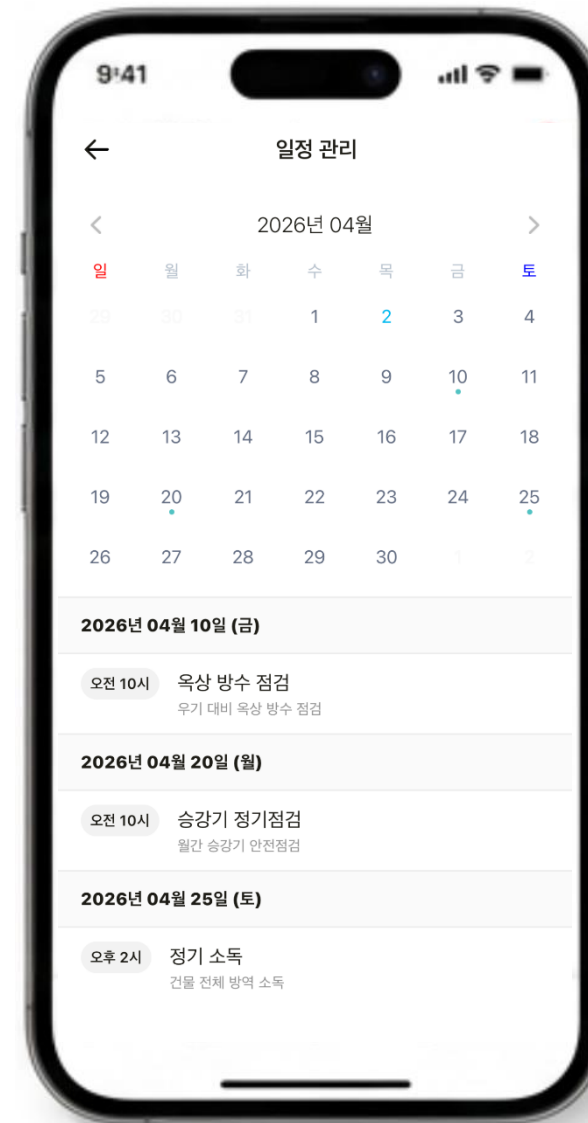 9:41
일정 관리
2026년 04월
일 월 화 수 목 금 토
29 30 31 1 2 3 4
5 6 7 8 9 10 11
12 13 14 15 16 17 18
19 20 21 22 23 24 25
26 27 28 29 30 1 2
2026년 04월 10일 (금)
오전 10시 옥상 방수 점검
우기 대비 옥상 방수 점검
2026년 04월 20일 (월)
오전 10시 승강기 정기점검
월간 승강기 안전점검
2026년 04월 25일 (토)
오후 2시 정기 소독
건물 전체 방역 소독